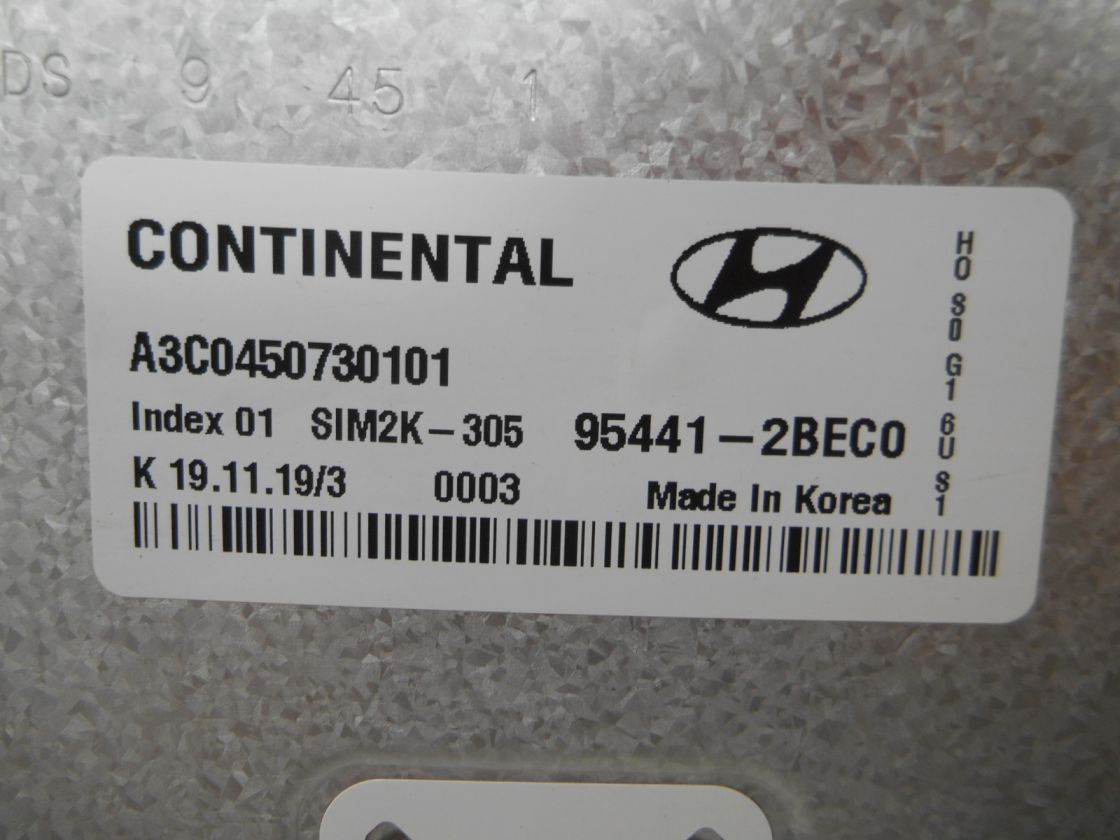 DS 9 45 1
CONTINENTAL
A3C0450730101
Index 01 SIM2K-305 95441-2BEC0
K 19.11.19/3 0003 Made In Korea
HO S0 G1 6U S1